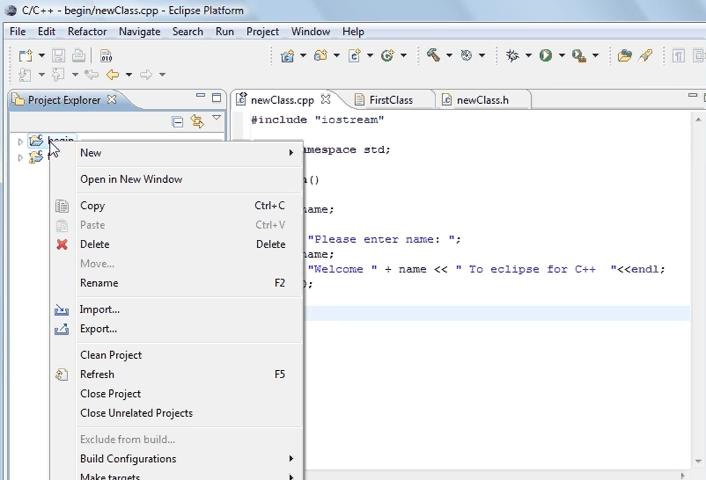 C/C++ - begin/newClass.cpp - Eclipse Platform
File Edit Refactor Navigate Search Run Project Window Help
Project Explorer
newClass.cpp FirstClass newClass.h
begin
New
Open in New Window
Copy Ctrl+C
Paste Ctrl+V
Delete Delete
Move...
Rename F2
Import...
Export...
Clean Project
Refresh F5
Close Project
Close Unrelated Projects
Exclude from build...
Build Configurations
Make targets
#include "iostream"
mespace std;
()
name;
"Please enter name: ";
name;
"Welcome " + name << " To eclipse for C++  "<<endl;
;